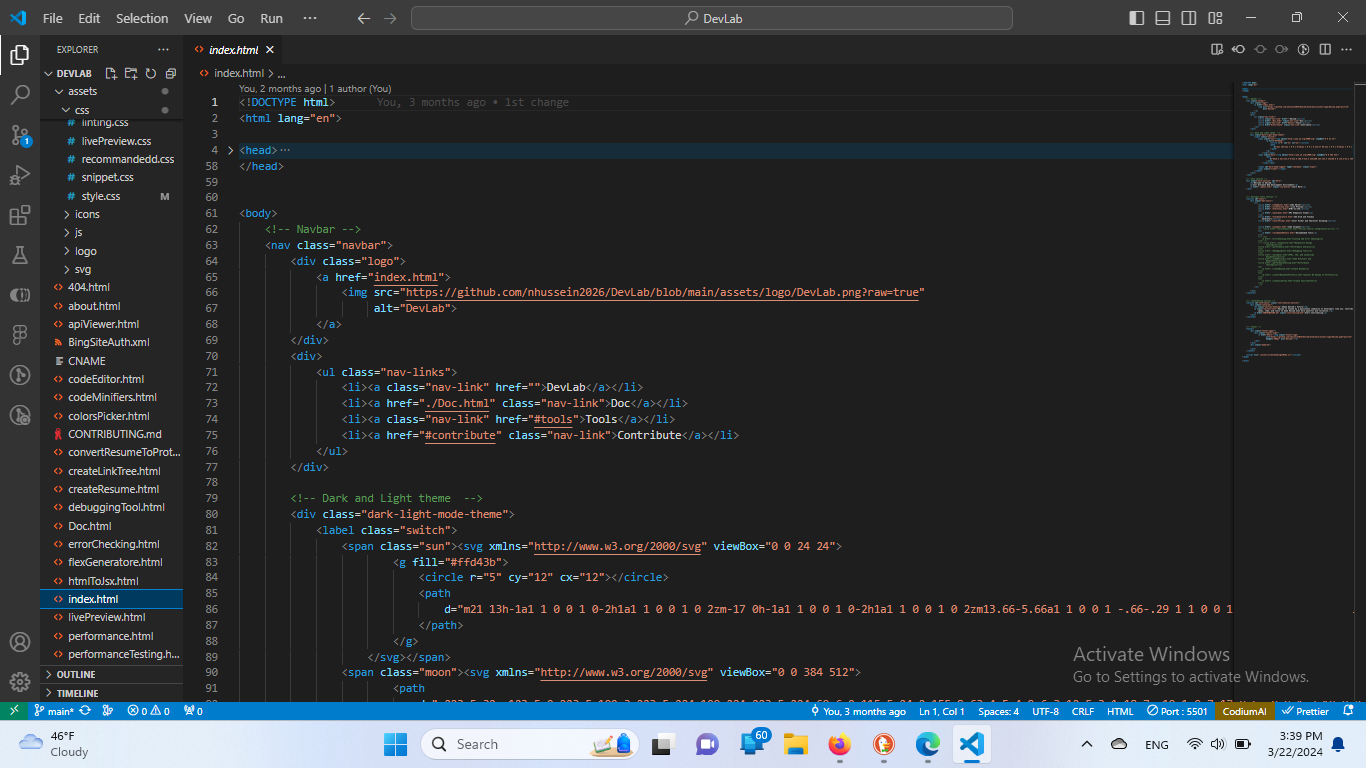 File Edit Selection View Go Run ··· DevLab
EXPLORER ···
DEVLAB
assets
css
linting.css
livePreview.css
recommandedd.css
snippet.css
style.css M
icons
js
logo
svg
404.html
about.html
apiViewer.html
BingSiteAuth.xml
CNAME
codeEditor.html
codeMinifiers.html
colorsPicker.html
CONTRIBUTING.md
convertResumeToProt...
createLinkTree.html
createResume.html
debuggingTool.html
Doc.html
errorChecking.html
flexGeneratore.html
htmlToJsx.html
index.html
livePreview.html
performance.html
performanceTesting.h...
OUTLINE
TIMELINE
index.html
index.html > ...
You, 2 months ago | 1 author (You)
1 <!DOCTYPE html> You, 3 months ago • 1st change
2 <html lang="en">
3
4 <head> ···
58 </head>
59
60
61 <body>
62 <!-- Navbar -->
63 <nav class="navbar">
64 <div class="logo">
65 <a href="index.html">
66 <img src="https://github.com/nhussein2026/DevLab/blob/main/assets/logo/DevLab.png?raw=true"
67 alt="DevLab">
68 </a>
69 </div>
70 <div>
71 <ul class="nav-links">
72 <li><a class="nav-link" href="">DevLab</a></li>
73 <li><a href="./Doc.html" class="nav-link">Doc</a></li>
74 <li><a class="nav-link" href="#tools">Tools</a></li>
75 <li><a href="#contribute" class="nav-link">Contribute</a></li>
76 </ul>
77 </div>
78
79 <!-- Dark and Light theme -->
80 <div class="dark-light-mode-theme">
81 <label class="switch">
82 <span class="sun"><svg xmlns="http://www.w3.org/2000/svg" viewBox="0 0 24 24">
83 <g fill="#ffd43b">
84 <circle r="5" cy="12" cx="12"></circle>
85 <path
86 d="m21 13h-1a1 1 0 0 1 0-2h1a1 1 0 0 1 0 2zm-17 0h-1a1 1 0 0 1 0-2h1a1 1 0 0 1 0 2zm13.66-5.66a1 1 0 0 1 -.66-.29 1 1 0 0 1
87 </path>
88 </g>
89 </svg></span>
90 <span class="moon"><svg xmlns="http://www.w3.org/2000/svg" viewBox="0 0 384 512">
91 <path
Activate Windows
Go to Settings to activate Windows.
main* 0 0 0 You, 3 months ago Ln 1, Col 1 Spaces: 4 UTF-8 CRLF HTML Port : 5501 CodiumAI Prettier
46°F
Cloudy
Search
60
ENG
3:39 PM
3/22/2024